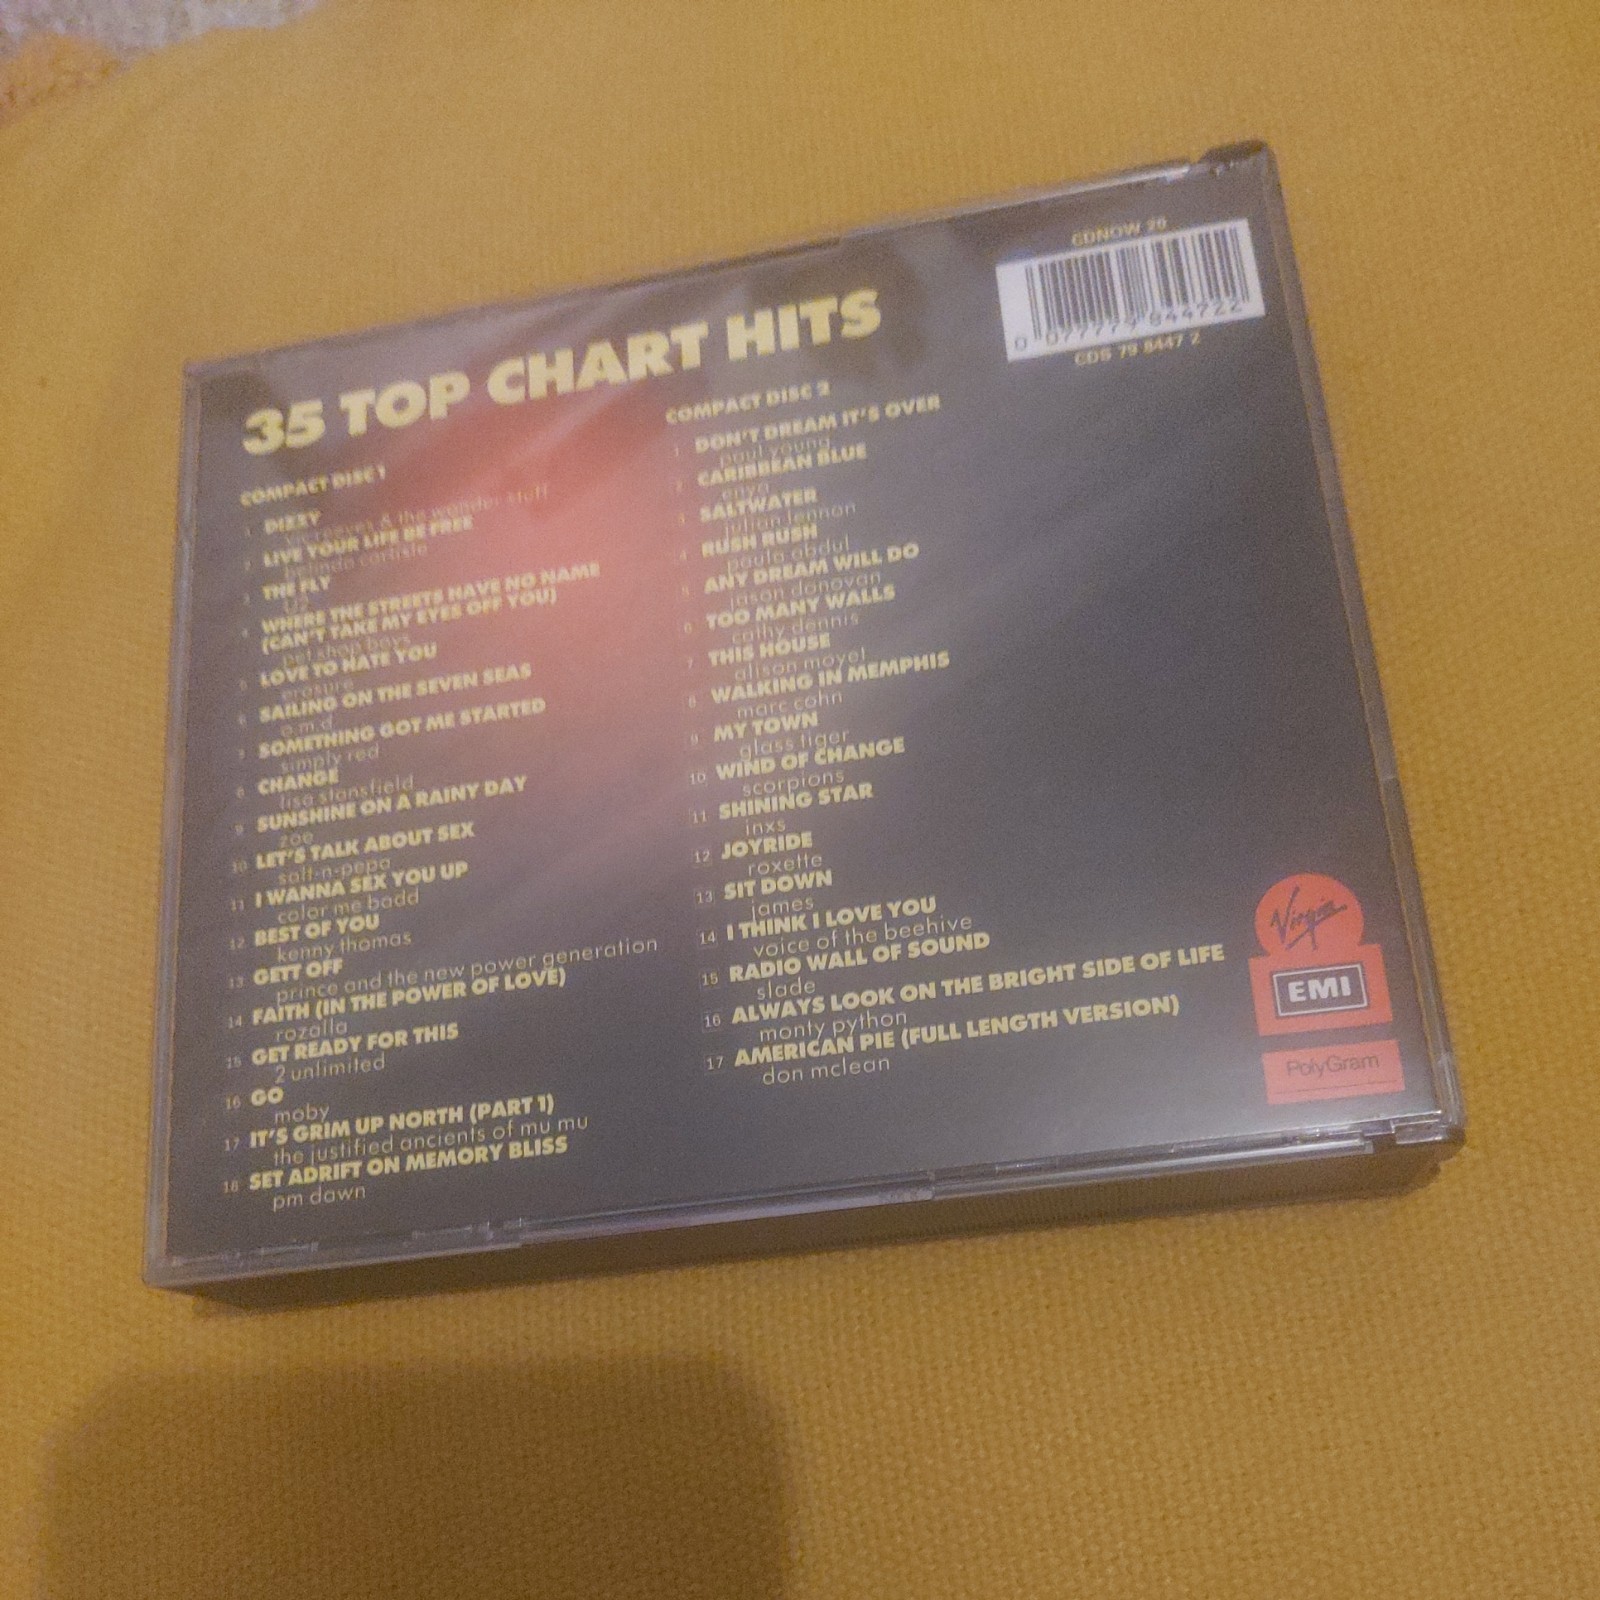 CDNOW 20
0 077779 844722
CDS 79 8447 2
35 TOP CHART HITS
COMPACT DISC 1
1 DIZZY
vic reeves & the wonder stuff
2 LIVE YOUR LIFE BE FREE
belinda carlisle
3 THE FLY
U2
4 WHERE THE STREETS HAVE NO NAME
(CAN'T TAKE MY EYES OFF YOU)
pet shop boys
5 LOVE TO HATE YOU
erasure
6 SAILING ON THE SEVEN SEAS
o.m.d.
7 SOMETHING GOT ME STARTED
simply red
8 CHANGE
lisa stansfield
9 SUNSHINE ON A RAINY DAY
zoe
10 LET'S TALK ABOUT SEX
salt-n-pepa
11 I WANNA SEX YOU UP
color me badd
12 BEST OF YOU
kenny thomas
13 GETT OFF
prince and the new power generation
14 FAITH (IN THE POWER OF LOVE)
rozalla
15 GET READY FOR THIS
2 unlimited
16 GO
moby
17 IT'S GRIM UP NORTH (PART 1)
the justified ancients of mu mu
18 SET ADRIFT ON MEMORY BLISS
pm dawn
COMPACT DISC 2
1 DON'T DREAM IT'S OVER
paul young
2 CARIBBEAN BLUE
enya
3 SALTWATER
julian lennon
4 RUSH RUSH
paula abdul
5 ANY DREAM WILL DO
jason donovan
6 TOO MANY WALLS
cathy dennis
7 THIS HOUSE
alison moyet
8 WALKING IN MEMPHIS
marc cohn
9 MY TOWN
glass tiger
10 WIND OF CHANGE
scorpions
11 SHINING STAR
inxs
12 JOYRIDE
roxette
13 SIT DOWN
james
14 I THINK I LOVE YOU
voice of the beehive
15 RADIO WALL OF SOUND
slade
16 ALWAYS LOOK ON THE BRIGHT SIDE OF LIFE
monty python
17 AMERICAN PIE (FULL LENGTH VERSION)
don mclean
Virgin
EMI
PolyGram